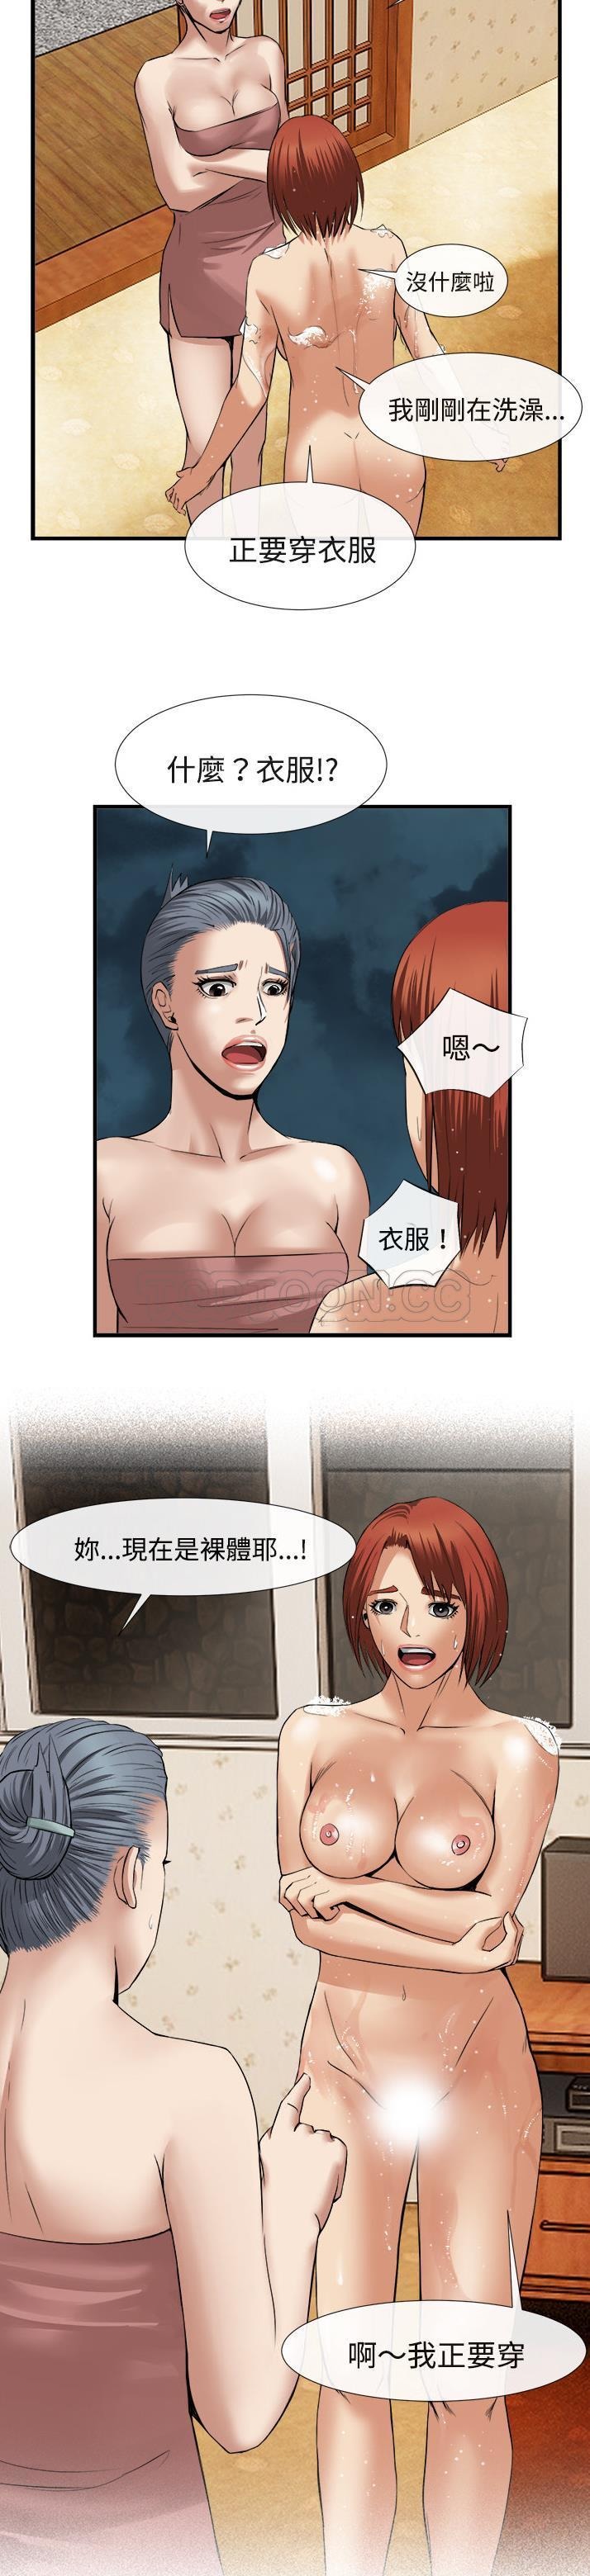 沒什麼啦
我剛剛在洗澡...
正要穿衣服
什麼？衣服!?
嗯～
衣服！
妳...現在是裸體耶...!
啊～我正要穿